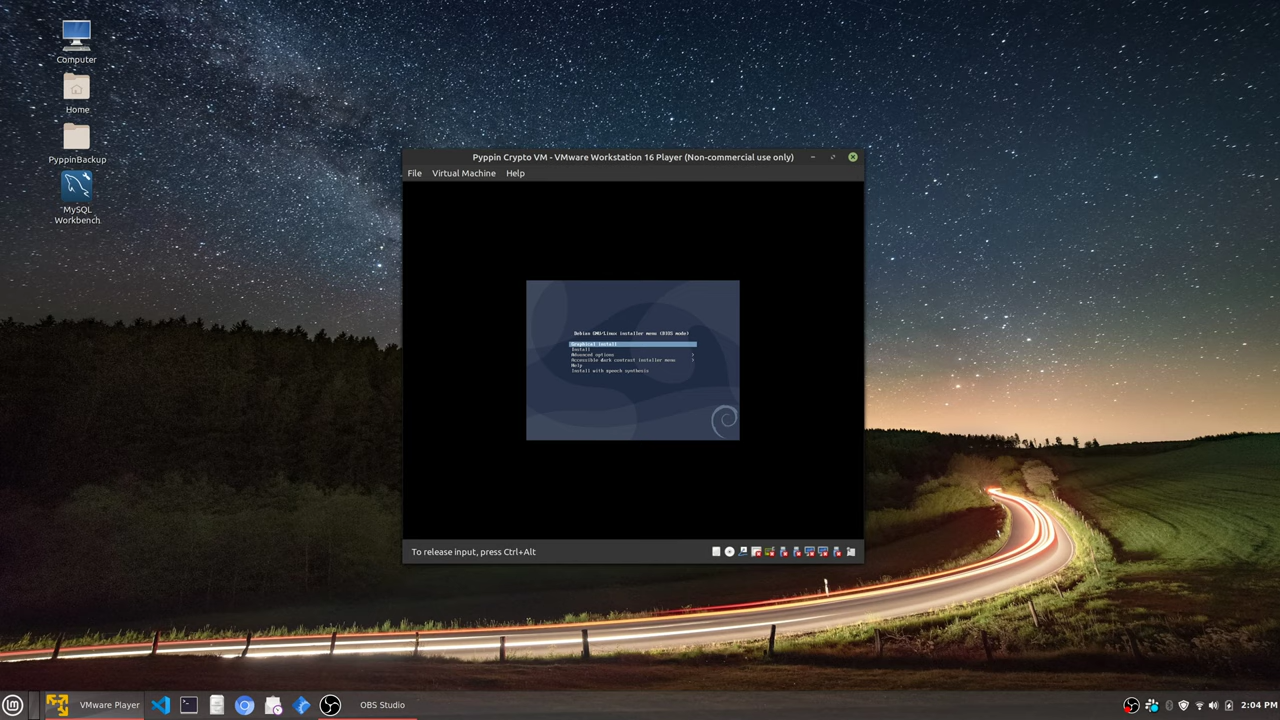 Computer
Home
PyppinBackup
MySQL
Workbench
Pyppin Crypto VM - VMware Workstation 16 Player (Non-commercial use only)
File Virtual Machine Help
Debian GNU/Linux installer menu (BIOS mode)
Graphical install
Install
Advanced options >
Accessible dark contrast installer menu >
Help
Install with speech synthesis
To release input, press Ctrl+Alt
VMware Player
OBS Studio
2:04 PM